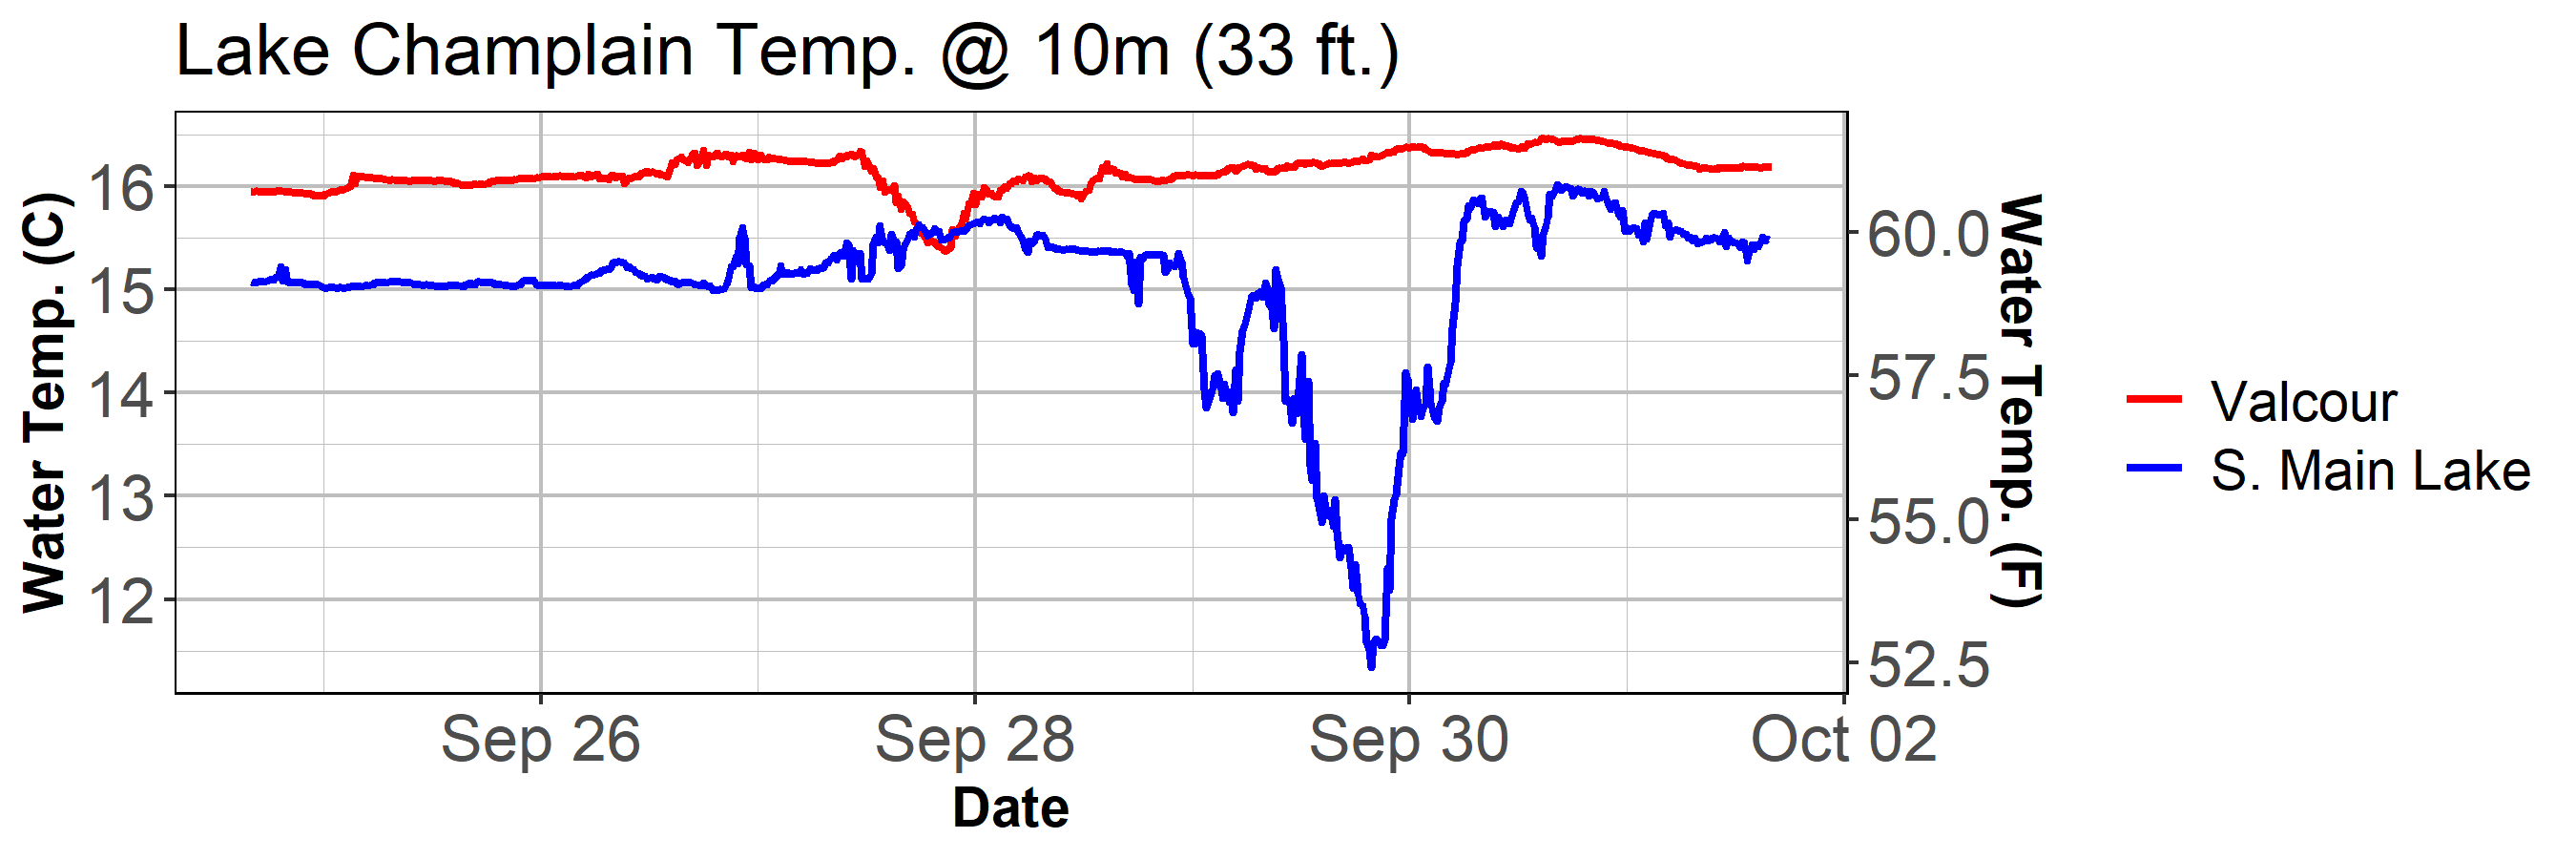 Lake Champlain Temp. @ 10m (33 ft.)
Water Temp. (C)
16
15
14
13
12
60.0
57.5
55.0
52.5
Water Temp. (F)
Sep 26
Sep 28
Sep 30
Oct 02
Date
Valcour
S. Main Lake